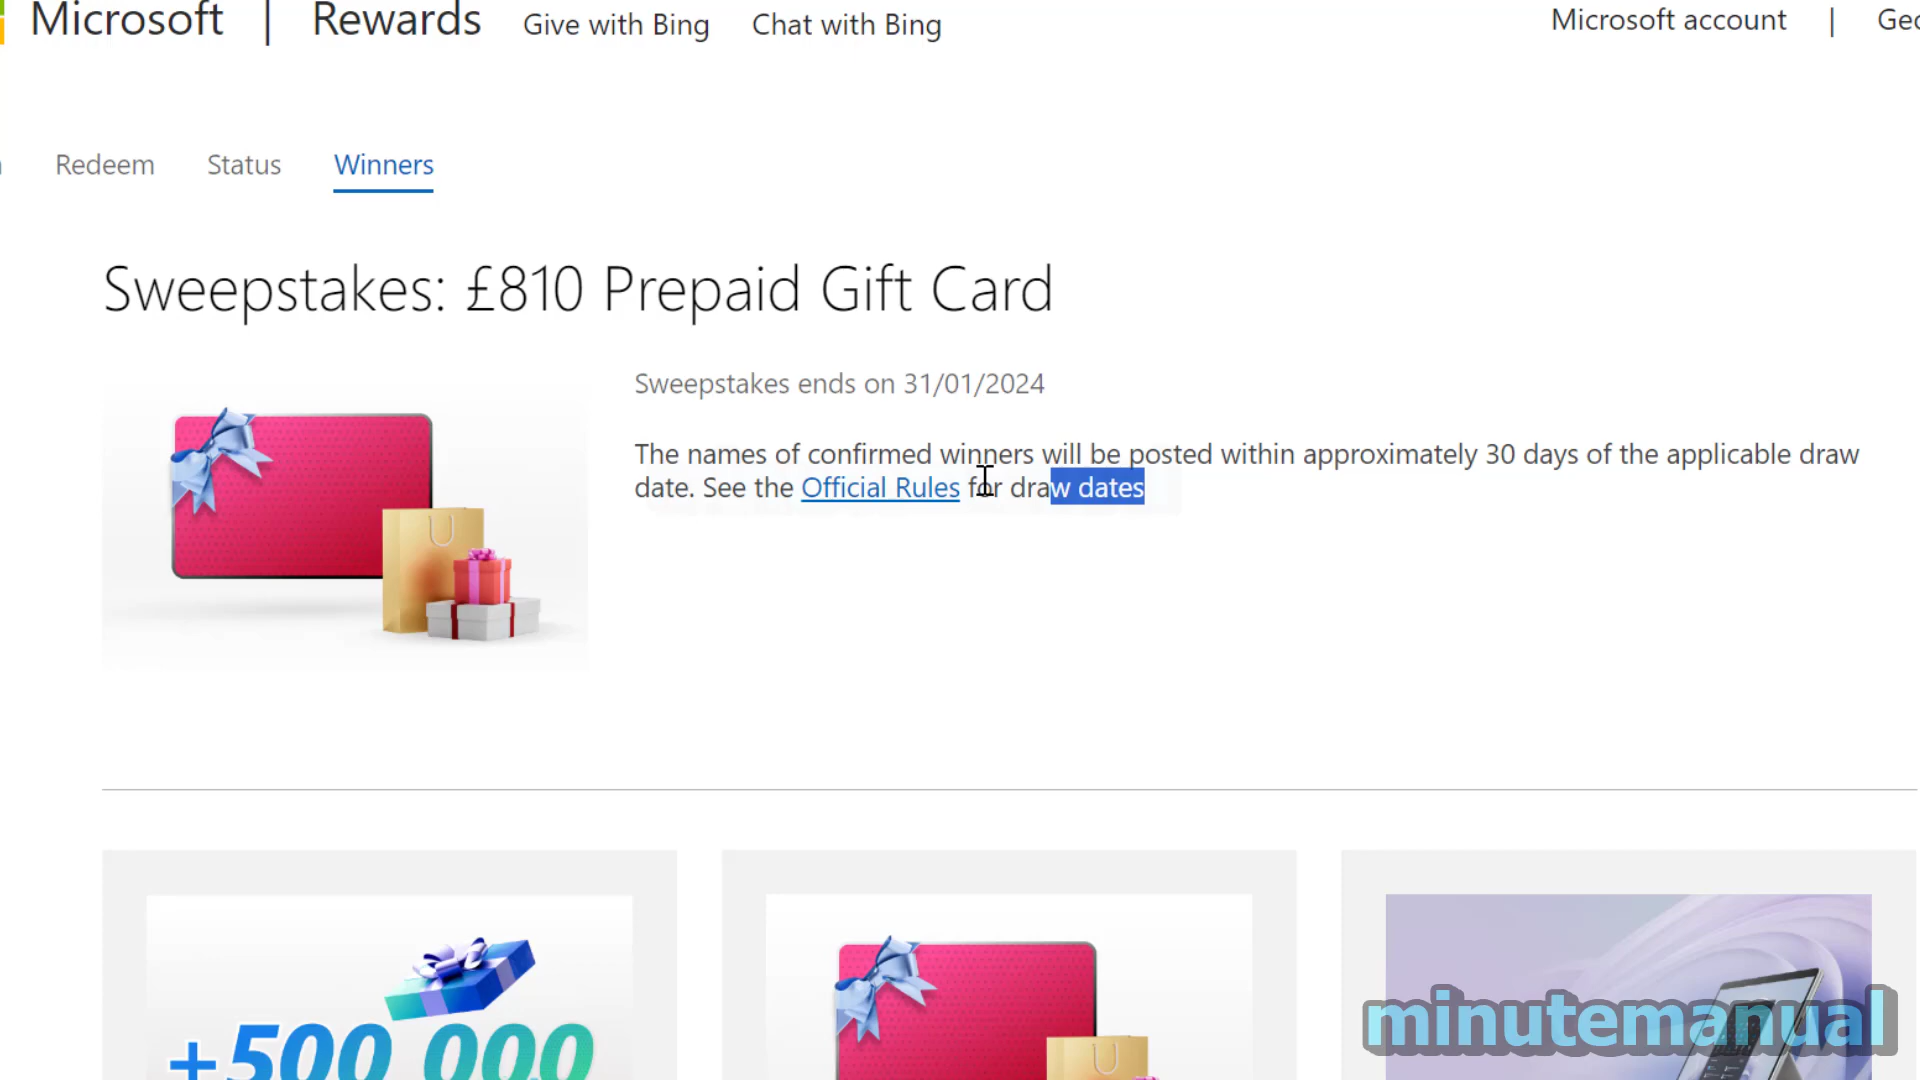 Microsoft | Rewards Give with Bing Chat with Bing Microsoft account |
Redeem Status Winners
Sweepstakes: £810 Prepaid Gift Card
Sweepstakes ends on 31/01/2024
The names of confirmed winners will be posted within approximately 30 days of the applicable draw
date. See the Official Rules for draw dates
+500 000
minutemanual